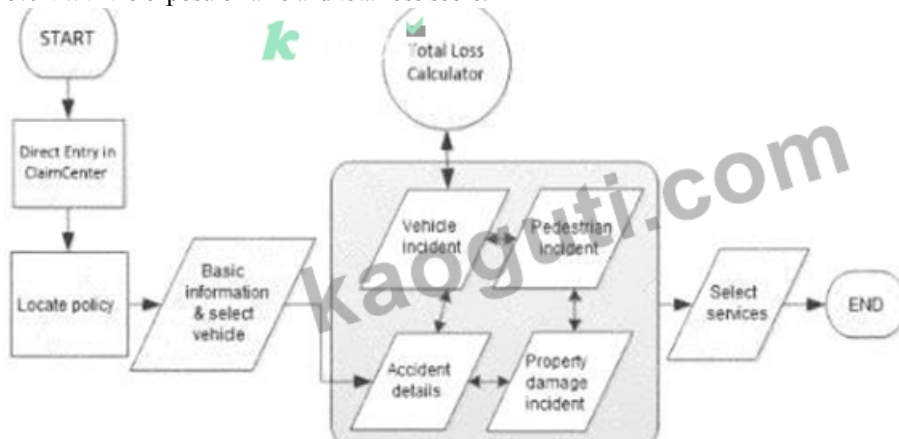 START
Total Loss
Calculator
Direct Entry in
ClaimCenter
Vehicle
incident
Pedestrian
incident
Basic
information
& select
vehicle
Locate policy
Select
services
END
Accident
details
Property
damage
incident
kaoguti.com